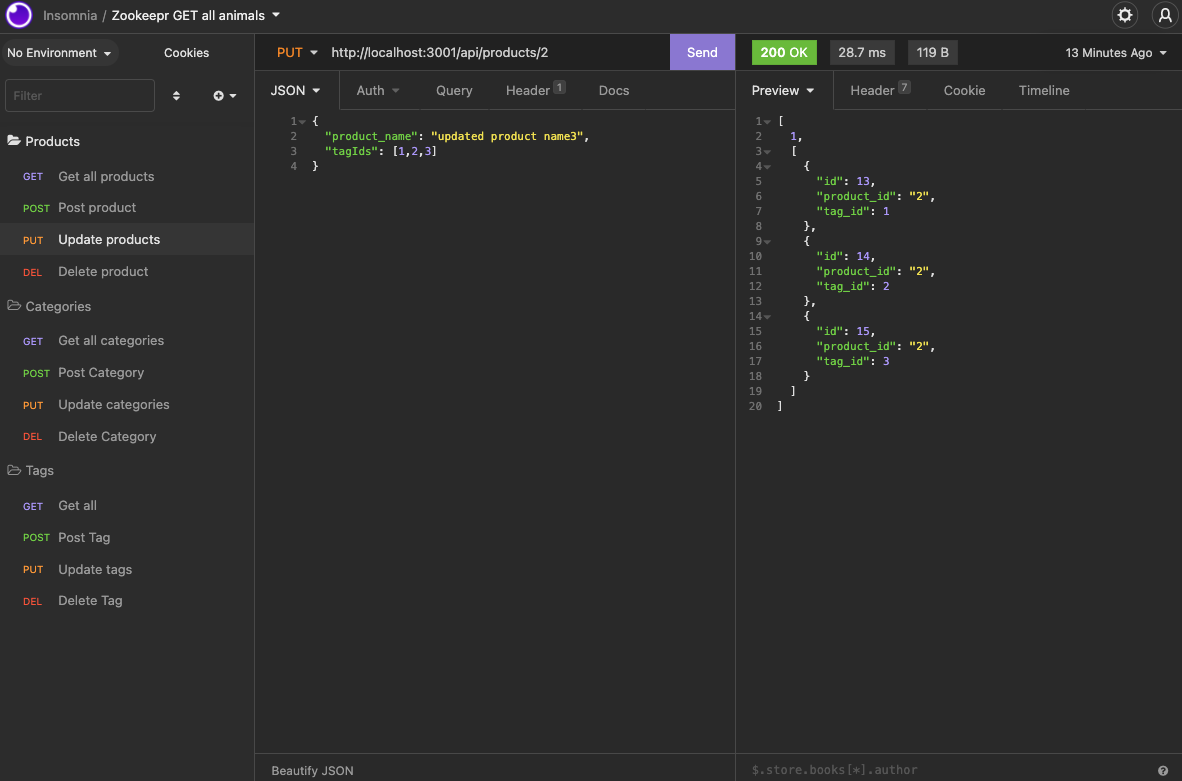 Insomnia / Zookeepr GET all animals
No Environment Cookies
Filter
Products
GET Get all products
POST Post product
PUT Update products
DEL Delete product
Categories
GET Get all categories
POST Post Category
PUT Update categories
DEL Delete Category
Tags
GET Get all
POST Post Tag
PUT Update tags
DEL Delete Tag
PUT http://localhost:3001/api/products/2 Send
JSON Auth Query Header 1 Docs
1 {
2 "product_name": "updated product name3",
3 "tagIds": [1,2,3]
4 }
Beautify JSON
200 OK 28.7 ms 119 B 13 Minutes Ago
Preview Header 7 Cookie Timeline
1 [
2 1,
3 [
4 {
5 "id": 13,
6 "product_id": "2",
7 "tag_id": 1
8 },
9 {
10 "id": 14,
11 "product_id": "2",
12 "tag_id": 2
13 },
14 {
15 "id": 15,
16 "product_id": "2",
17 "tag_id": 3
18 }
19 ]
20 ]
$.store.books[*].author